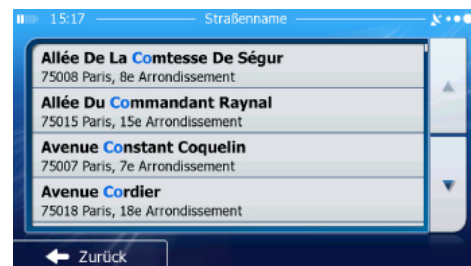 15:17 Straßenname
Allée De La Comtesse De Ségur
75008 Paris, 8e Arrondissement
Allée Du Commandant Raynal
75015 Paris, 15e Arrondissement
Avenue Constant Coquelin
75007 Paris, 7e Arrondissement
Avenue Cordier
75018 Paris, 18e Arrondissement
Zurück